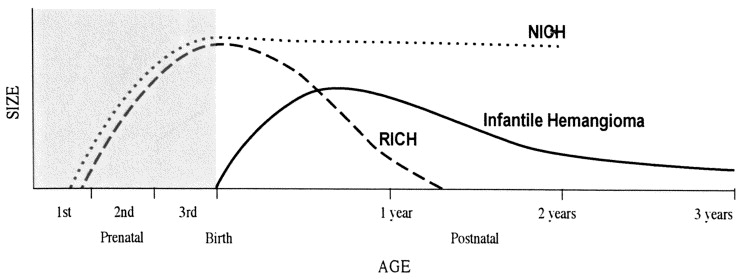 NICH
SIZE
Infantile Hemangioma
RICH
1st 2nd 3rd 1 year 2 years 3 years
Prenatal Birth Postnatal
AGE